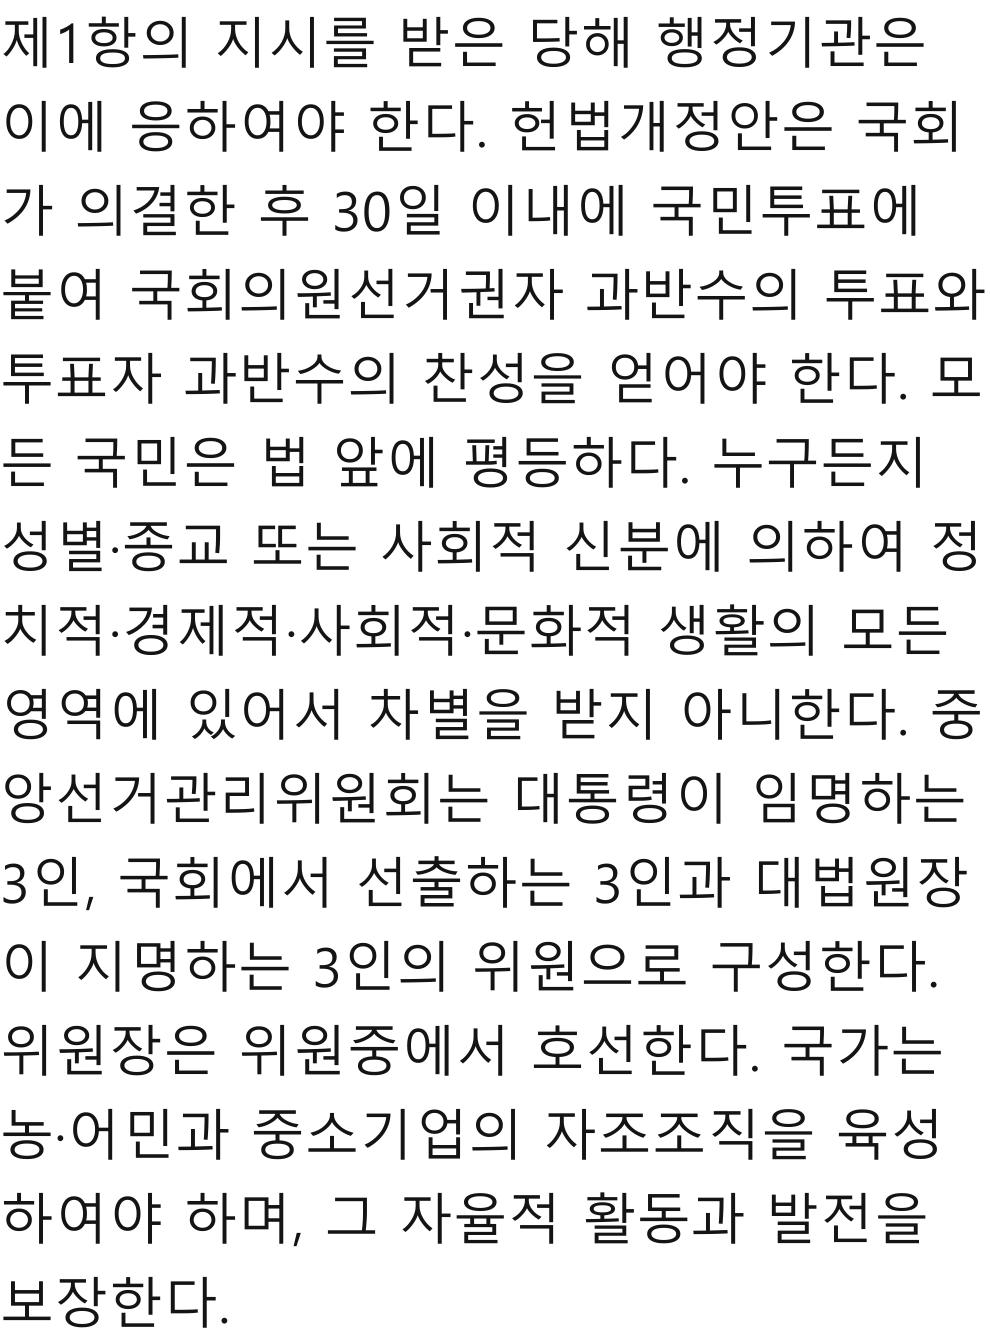 제1항의 지시를 받은 당해 행정기관은
이에 응하여야 한다. 헌법개정안은 국회
가 의결한 후 30일 이내에 국민투표에
붙여 국회의원선거권자 과반수의 투표와
투표자 과반수의 찬성을 얻어야 한다. 모
든 국민은 법 앞에 평등하다. 누구든지
성별·종교 또는 사회적 신분에 의하여 정
치적·경제적·사회적·문화적 생활의 모든
영역에 있어서 차별을 받지 아니한다. 중
앙선거관리위원회는 대통령이 임명하는
3인, 국회에서 선출하는 3인과 대법원장
이 지명하는 3인의 위원으로 구성한다.
위원장은 위원중에서 호선한다. 국가는
농·어민과 중소기업의 자조조직을 육성
하여야 하며, 그 자율적 활동과 발전을
보장한다.